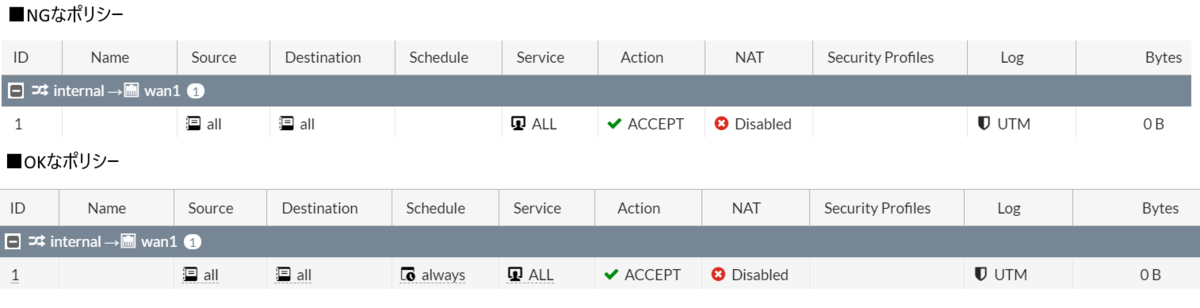 ■NGなポリシー
ID Name Source Destination Schedule Service Action NAT Security Profiles Log Bytes
internal→wan1 1
1 all all ALL ACCEPT Disabled UTM 0 B
■OKなポリシー
ID Name Source Destination Schedule Service Action NAT Security Profiles Log Bytes
internal→wan1 1
1 all all always ALL ACCEPT Disabled UTM 0 B